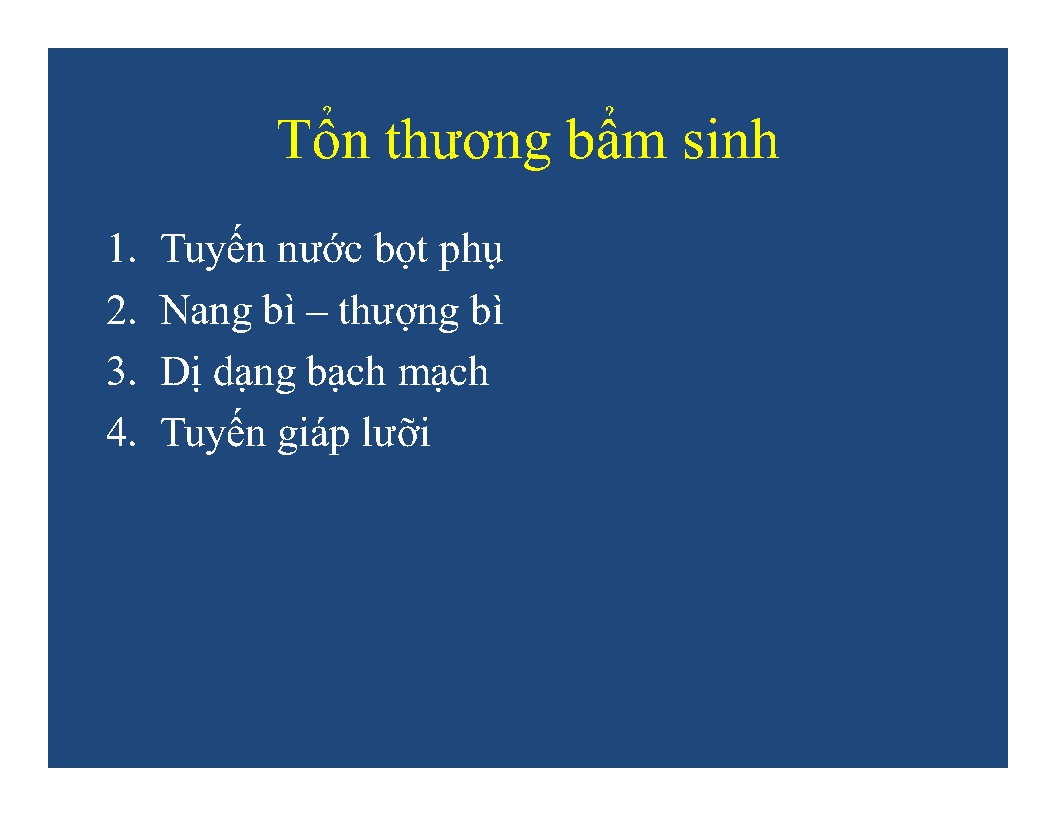 Tổn thương bẩm sinh
1. Tuyến nước bọt phụ
2. Nang bì – thượng bì
3. Dị dạng bạch mạch
4. Tuyến giáp lưỡi